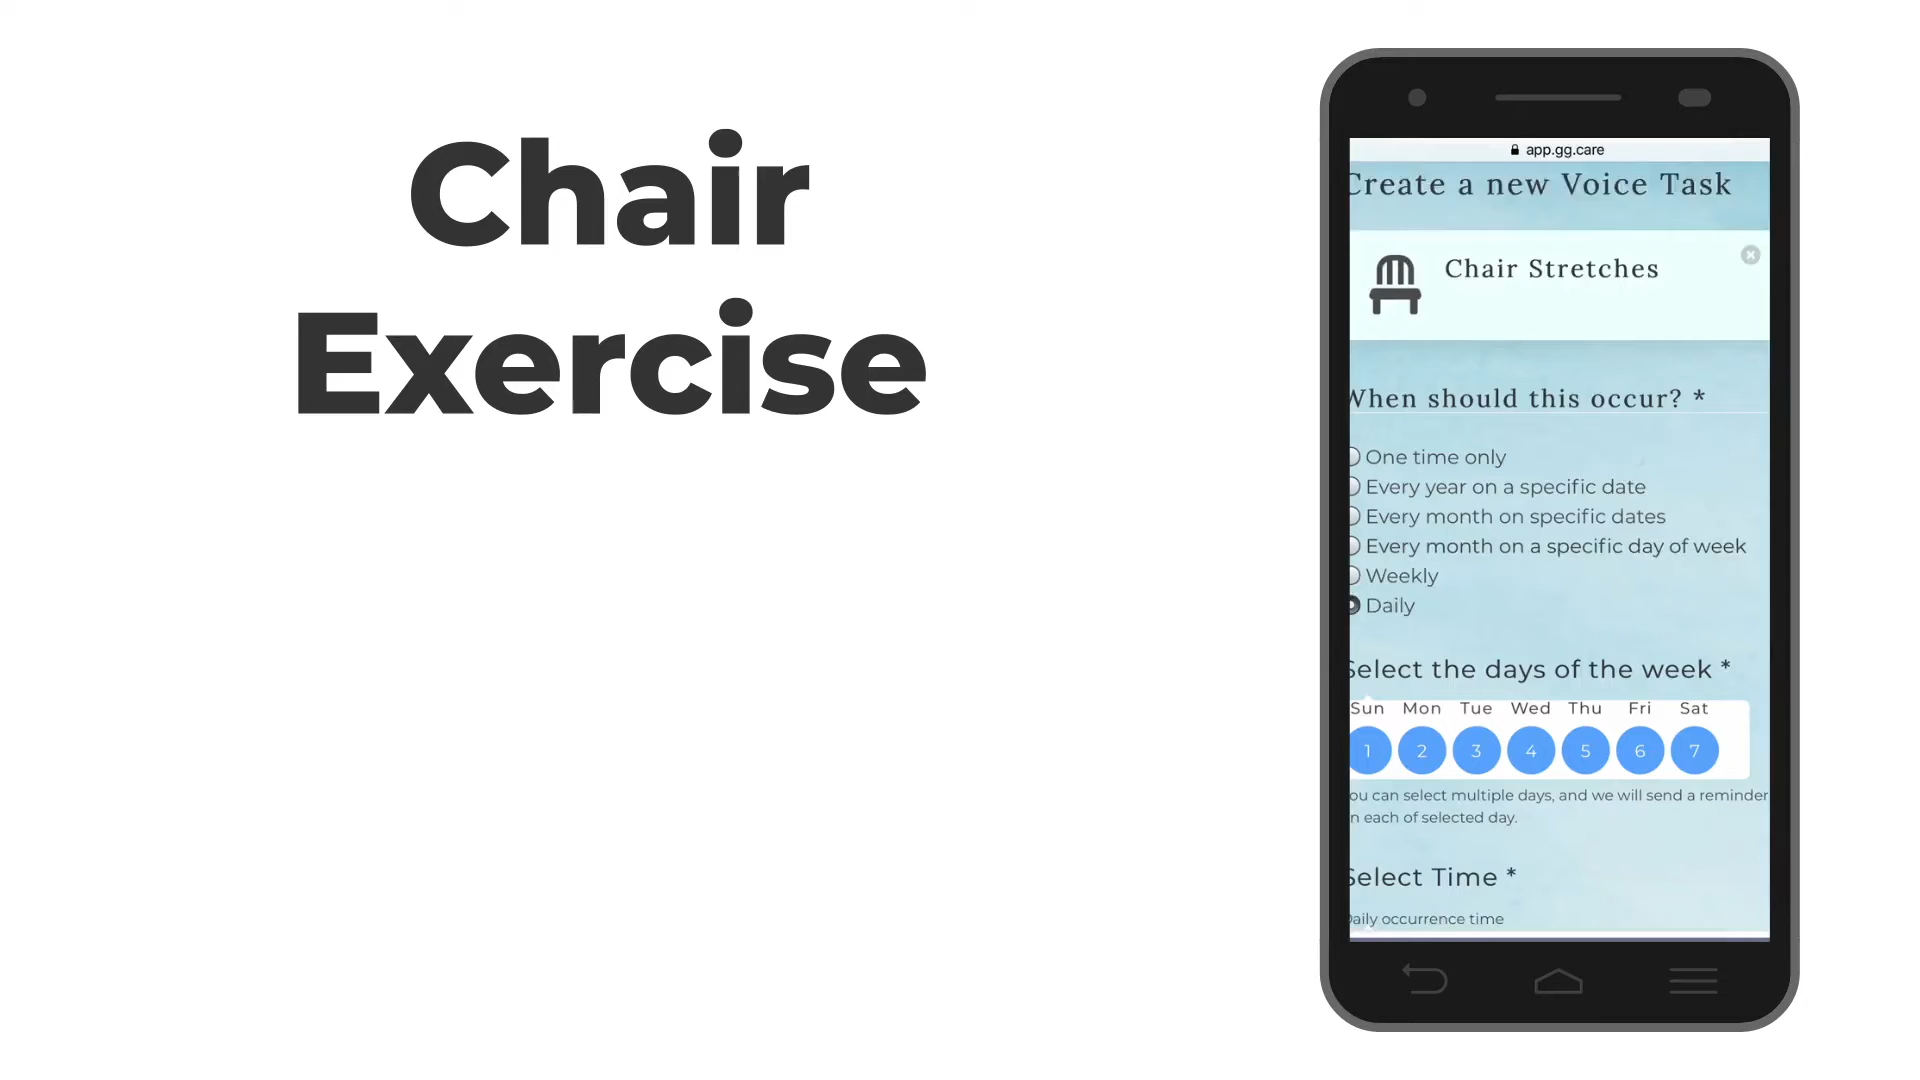 Chair
Exercise
app.gg.care
Create a new Voice Task
Chair Stretches
When should this occur? *
One time only
Every year on a specific date
Every month on specific dates
Every month on a specific day of week
Weekly
Daily
Select the days of the week *
Sun Mon Tue Wed Thu Fri Sat
1 2 3 4 5 6 7
ou can select multiple days, and we will send a reminder
n each of selected day.
Select Time *
Daily occurrence time